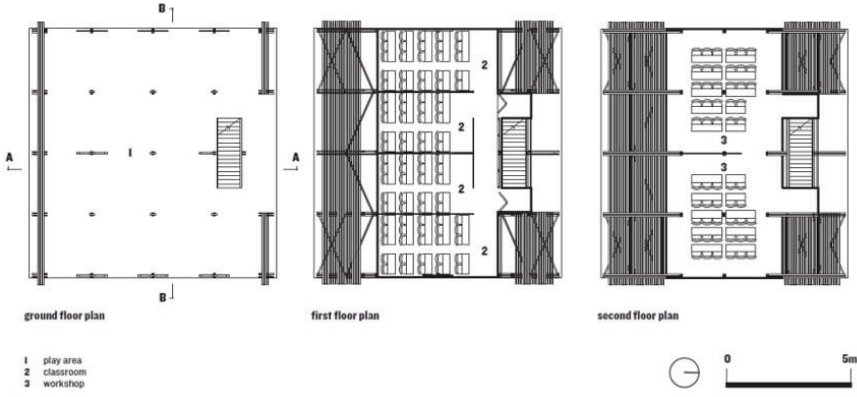 B
A
1
A
B
2
2
2
2
3
3
ground floor plan
first floor plan
second floor plan
1 play area
2 classroom
3 workshop
0 5m